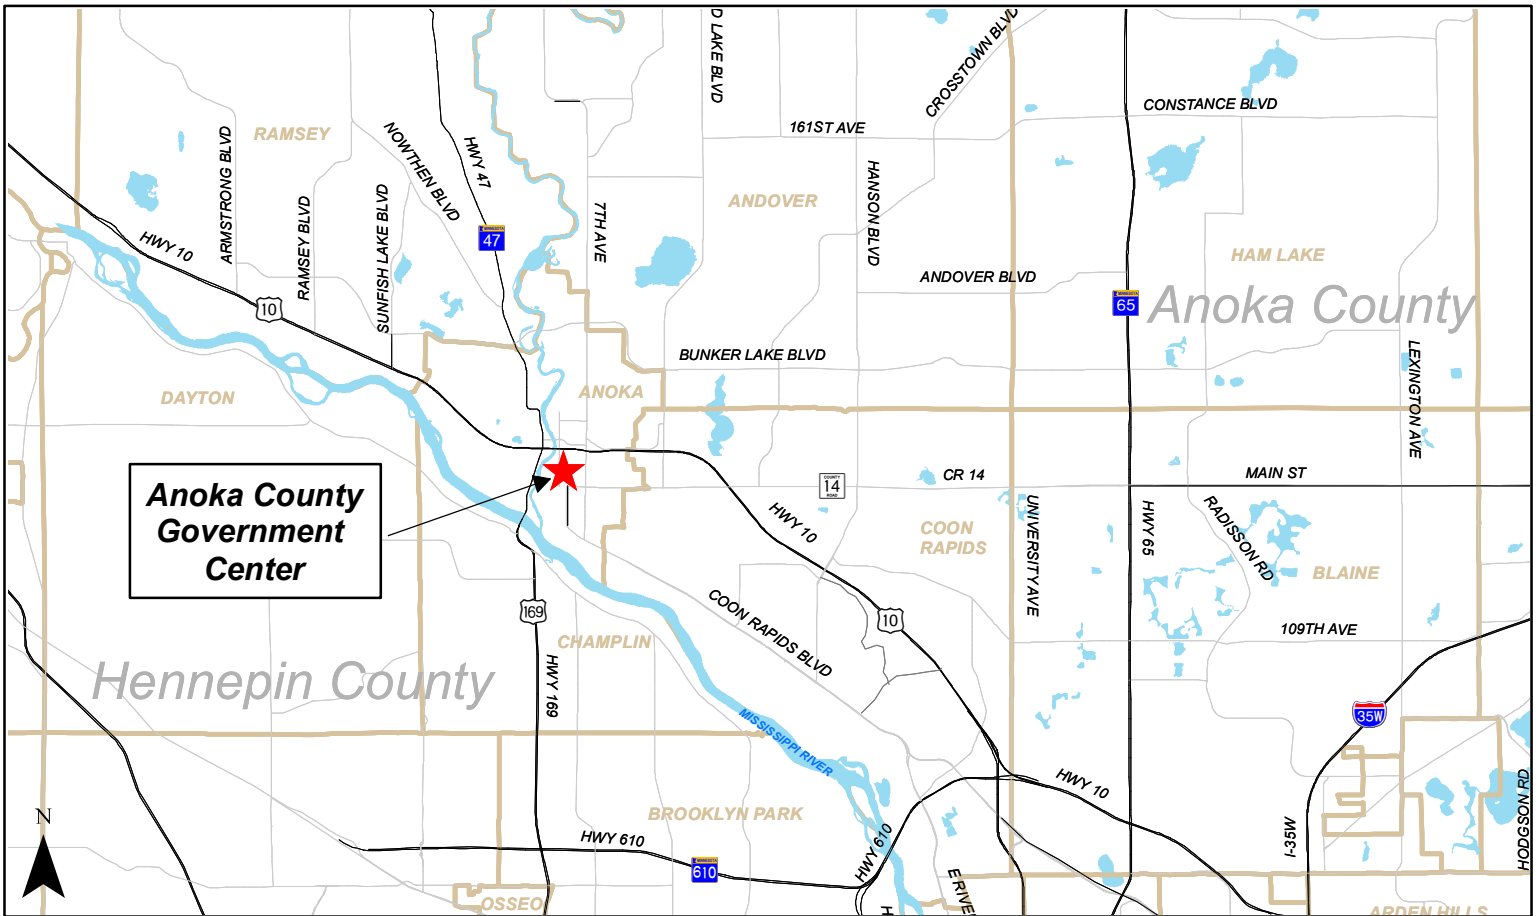 D LAKE BLVD
CROSSTOWN BLVD
CONSTANCE BLVD
161ST AVE
RAMSEY
ARMSTRONG BLVD
NOWTHEN BLVD
HWY 47
HANSON BLVD
ANDOVER
RAMSEY BLVD
SUNFISH LAKE BLVD
7TH AVE
47
HWY 10
HAM LAKE
ANDOVER BLVD
65
Anoka County
10
BUNKER LAKE BLVD
LEXINGTON AVE
DAYTON
ANOKA
Anoka County
Government
Center
COUNTY
14
ROAD
CR 14
MAIN ST
HWY 10
UNIVERSITY AVE
HWY 65
RADISSON RD
COON
RAPIDS
BLAINE
169
10
COON RAPIDS BLVD
109TH AVE
CHAMPLIN
Hennepin County
HWY 169
MISSISSIPPI RIVER
35W
HWY 10
HODGSON RD
BROOKLYN PARK
N
HWY 610
HWY 610
I-35W
610
OSSEO
E RIVE
H
ARDEN HILLS